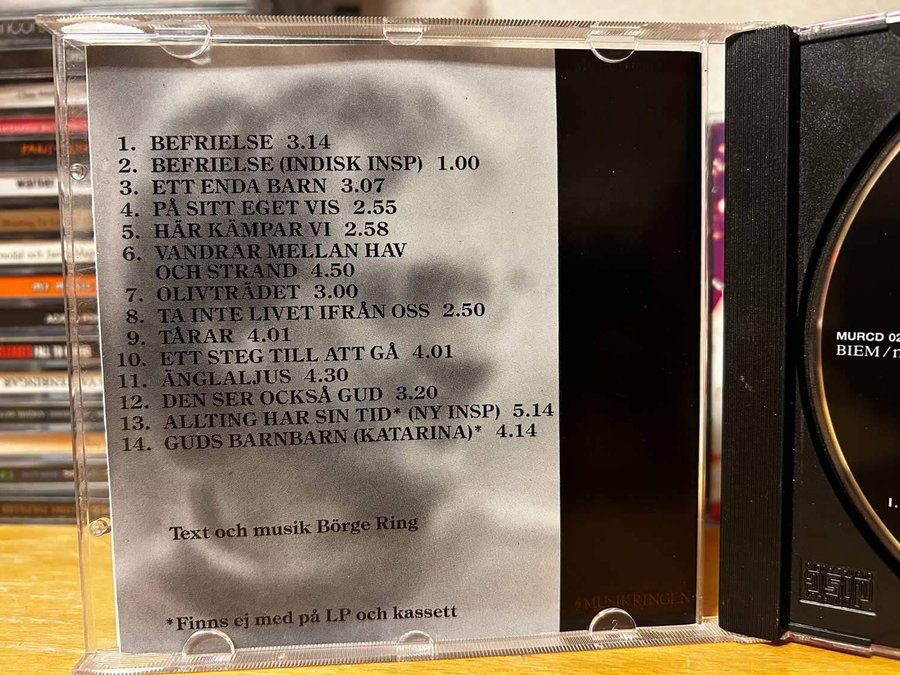 1. BEFRIELSE 3.14
2. BEFRIELSE (INDISK INSP) 1.00
3. ETT ENDA BARN 3.07
4. PÅ SITT EGET VIS 2.55
5. HÄR KÄMPAR VI 2.58
6. VANDRAR MELLAN HAV
OCH STRAND 4.50
7. OLIVTRÄDET 3.00
8. TA INTE LIVET IFRÅN OSS 2.50
9. TÅRAR 4.01
10. ETT STEG TILL ATT GÅ 4.01
11. ÄNGLALJUS 4.30
12. DEN SER OCKSÅ GUD 3.20
13. ALLTING HAR SIN TID* (NY INSP) 5.14
14. GUDS BARNBARN (KATARINA)* 4.14
Text och musik Börge Ring
*Finns ej med på LP och kassett
MUSIKRINGEN
MURCD 02
BIEM/n
1.
warner